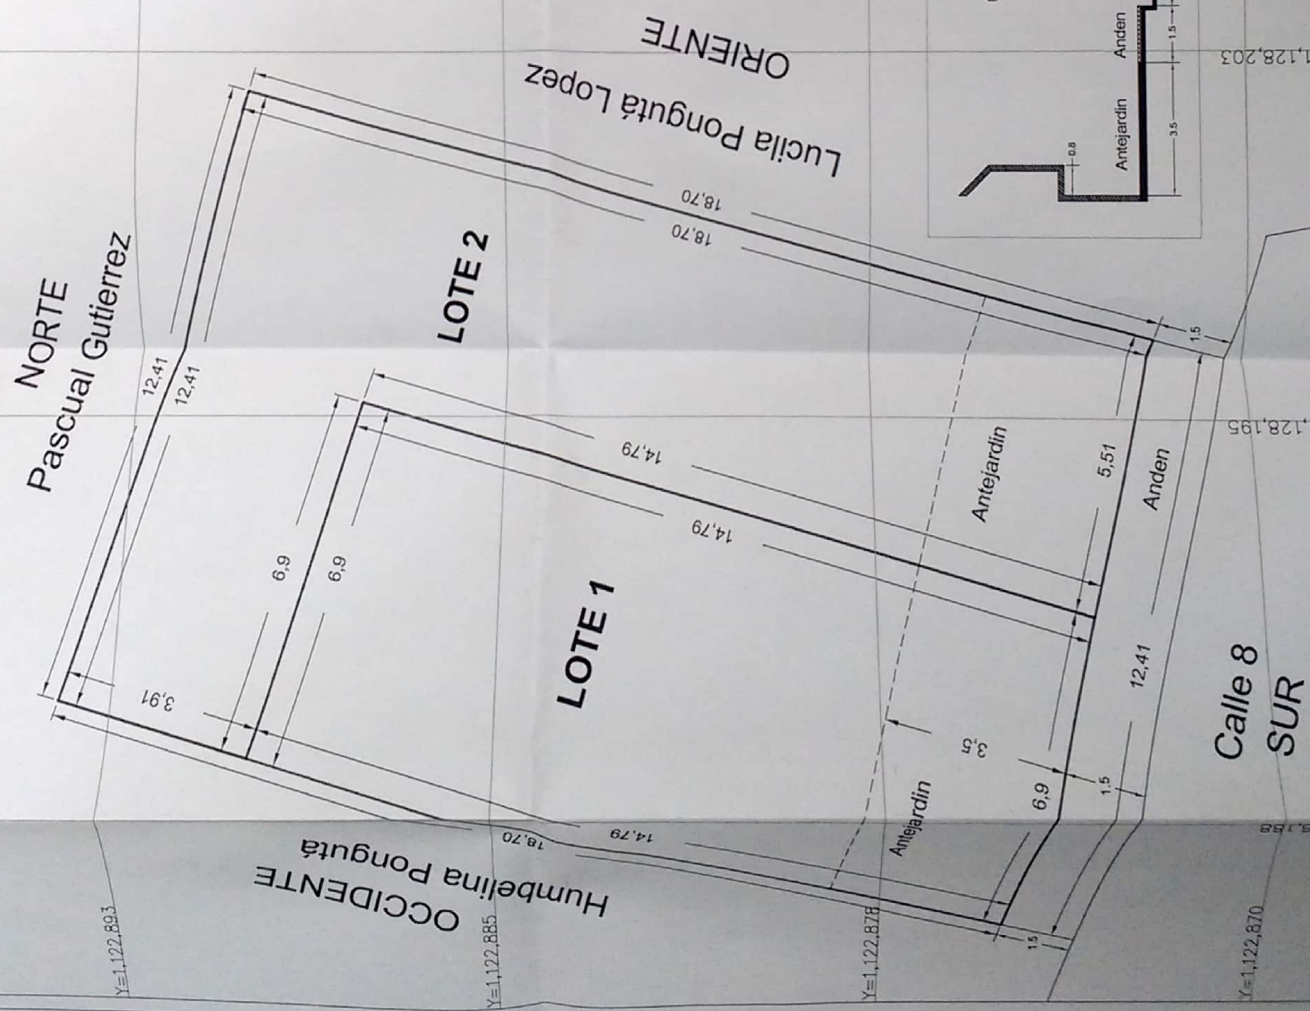 NORTE
Pascual Gutierrez
ORIENTE
Lucila Pongutá Lopez
12,41
12,41
18,70
18,70
LOTE 2
14,79
14,79
6,9
6,9
3,91
LOTE 1
Antejardin
5,51
Anden
1.5
12,41
3,5
Antejardin
6,9
1,5
1.5
18,70
14,79
OCCIDENTE
Humbelina Pongutá
Calle 8
SUR
Anden
1.5
Antejardin
3.5
0.8
1,128,203
128,195
Y=1,122,893
Y=1,122,885
Y=1,122,878
Y=1,122,870